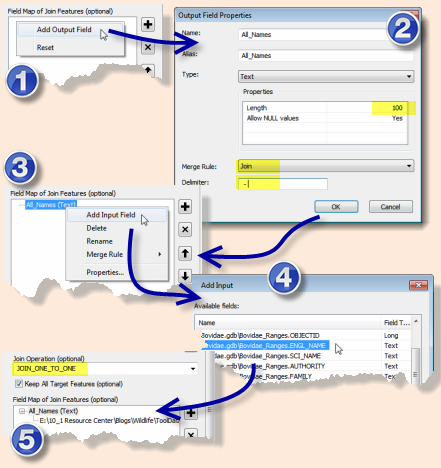 Field Map of Join Features (optional)
Add Output Field
Reset
1
Output Field Properties
2
Name:
All_Names
Alias:
All_Names
Type:
Text
Properties
Length 100
Allow NULL values Yes
Merge Rule:
Join
Delimiter:
-
OK Cancel
3
Field Map of Join Features (optional)
All_Names (Text)
Add Input Field
Delete
Rename
Merge Rule
Properties...
4
Add Input
Available fields:
Name Field T...
Bovidae.gdb\Bovidae_Ranges.OBJECTID Long
Bovidae.gdb\Bovidae_Ranges.ENGL_NAME Text
Bovidae.gdb\Bovidae_Ranges.SCI_NAME Text
.gdb\Bovidae_Ranges.AUTHORITY Text
Bovidae_Ranges.FAMILY Text
Join Operation (optional)
JOIN_ONE_TO_ONE
Keep All Target Features (optional)
Field Map of Join Features (optional)
All_Names (Text)
E:\10_1 Resource Center\Blogs\Wildlife\ToolDat
5